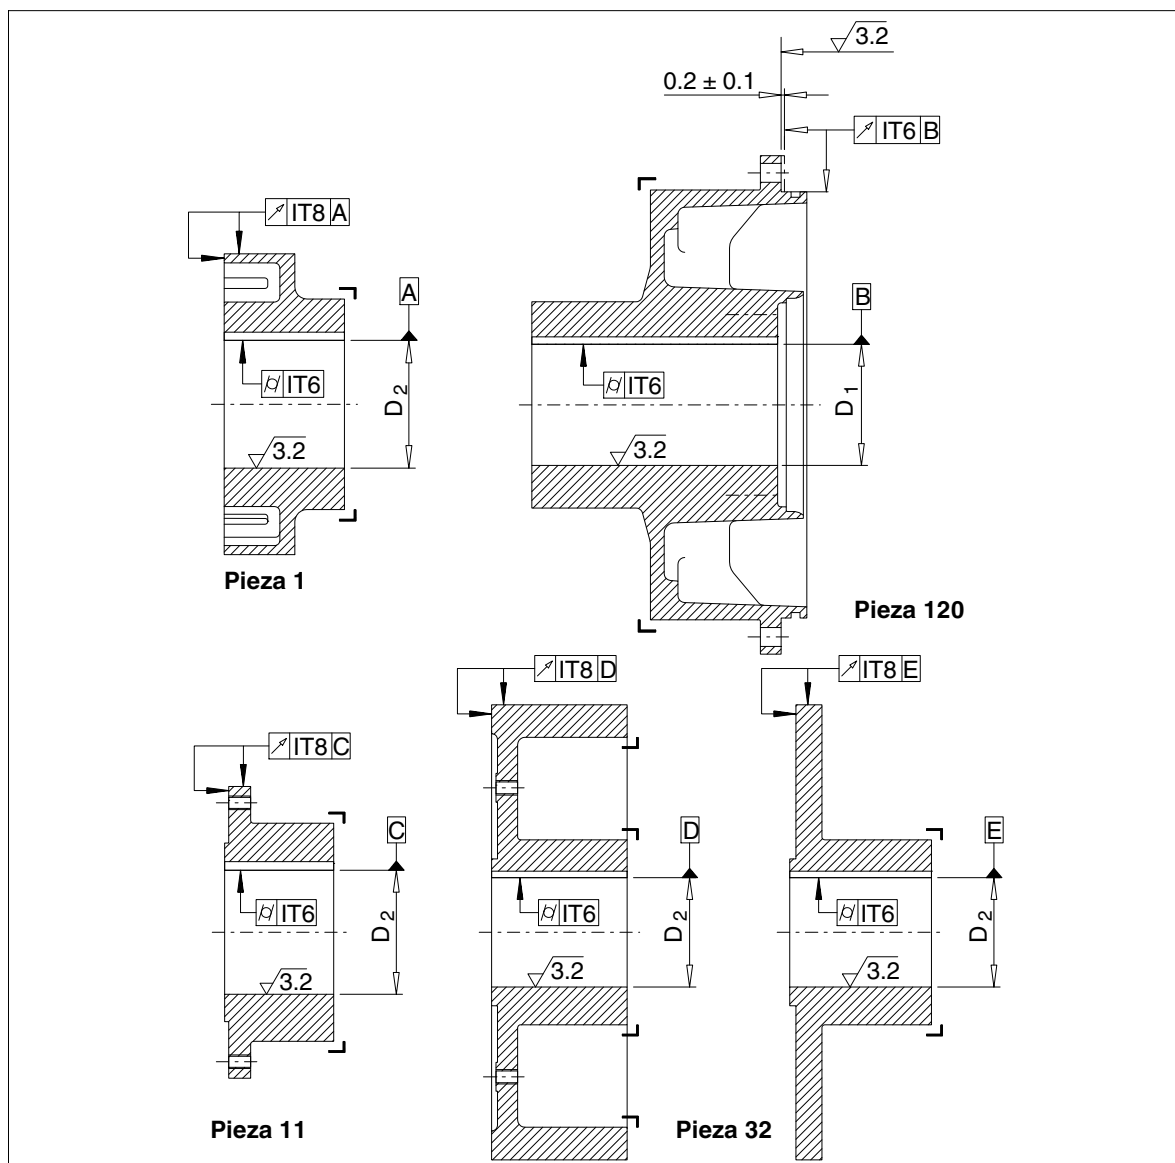 3.2
0.2 ± 0.1
IT6 B
IT8 A
A
IT6
D2
3.2
Pieza 1
B
IT6
D1
3.2
Pieza 120
IT8 C
C
IT6
D2
3.2
Pieza 11
IT8 D
D
IT6
D2
3.2
Pieza 32
IT8 E
E
IT6
D2
3.2